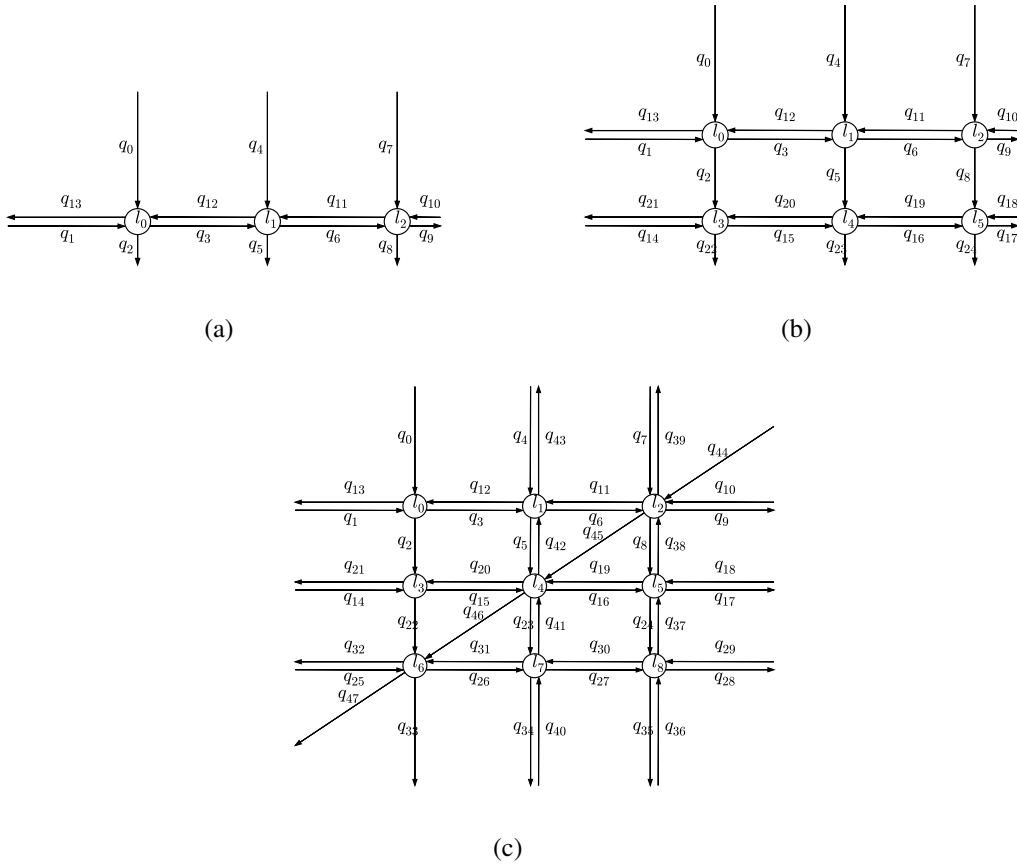 q0 q4 q7
q13 q12 q11 q10
l0 l1 l2
q1 q3 q6 q9
q2 q5 q8
(a)
q0 q4 q7
q13 q12 q11 q10
l0 l1 l2
q1 q3 q6 q9
q2 q5 q8
q21 q20 q19 q18
l3 l4 l5
q14 q15 q16 q17
q22 q23 q24
(b)
q0 q4 q43 q7 q39 q44
q13 q12 q11 q10
l0 l1 l2
q1 q3 q6 q9
q2 q5 q42 q45 q8 q38
q21 q20 q19 q18
l3 l4 l5
q14 q15 q16 q17
q22 q46 q23 q41 q24 q37
q32 q31 q30 q29
l6 l7 l8
q25 q26 q27 q28
q47
q33 q34 q40 q35 q36
(c)